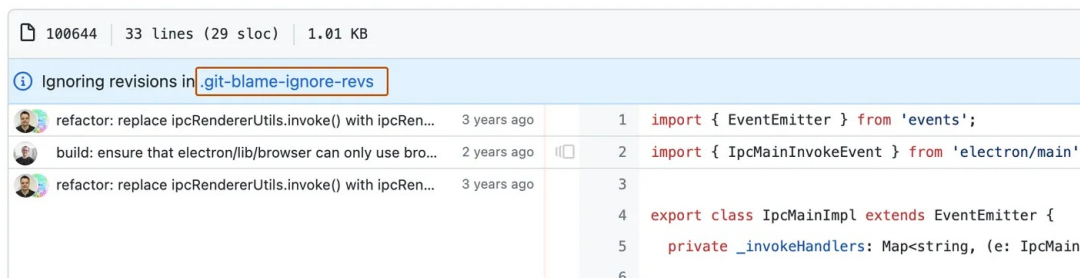 100644 33 lines (29 sloc) 1.01 KB
Ignoring revisions in .git-blame-ignore-revs
refactor: replace ipcRendererUtils.invoke() with ipcRen... 3 years ago 1 import { EventEmitter } from 'events';
build: ensure that electron/lib/browser can only use bro... 2 years ago 2 import { IpcMainInvokeEvent } from 'electron/main'
refactor: replace ipcRendererUtils.invoke() with ipcRen... 3 years ago 3
4 export class IpcMainImpl extends EventEmitter {
5 private _invokeHandlers: Map<string, (e: IpcMain
6